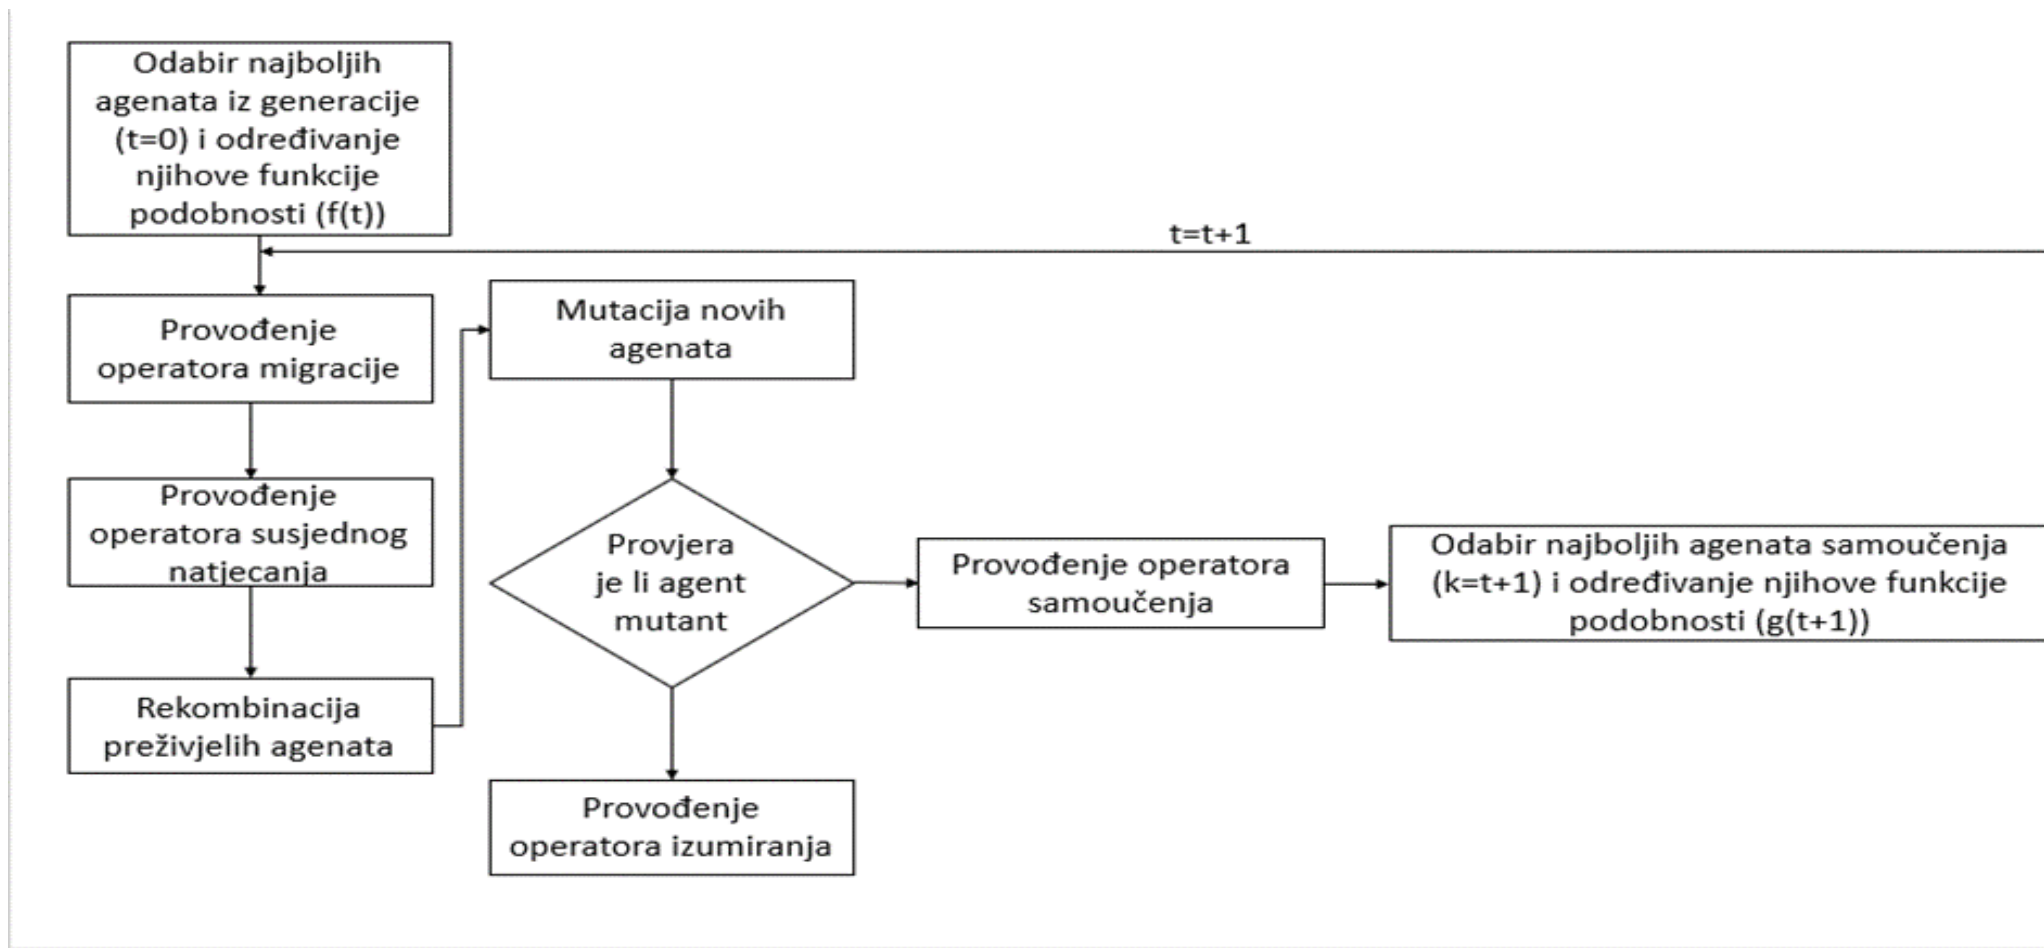 Odabir najboljih
agenata iz generacije
(t=0) i određivanje
njihove funkcije
podobnosti (f(t))
t=t+1
Provođenje
operatora migracije
Provođenje
operatora susjednog
natjecanja
Rekombinacija
preživjelih agenata
Mutacija novih
agenata
Provjera
je li agent
mutant
Provođenje
operatora izumiranja
Provođenje operatora
samoučenja
Odabir najboljih agenata samoučenja
(k=t+1) i određivanje njihove funkcije
podobnosti (g(t+1))